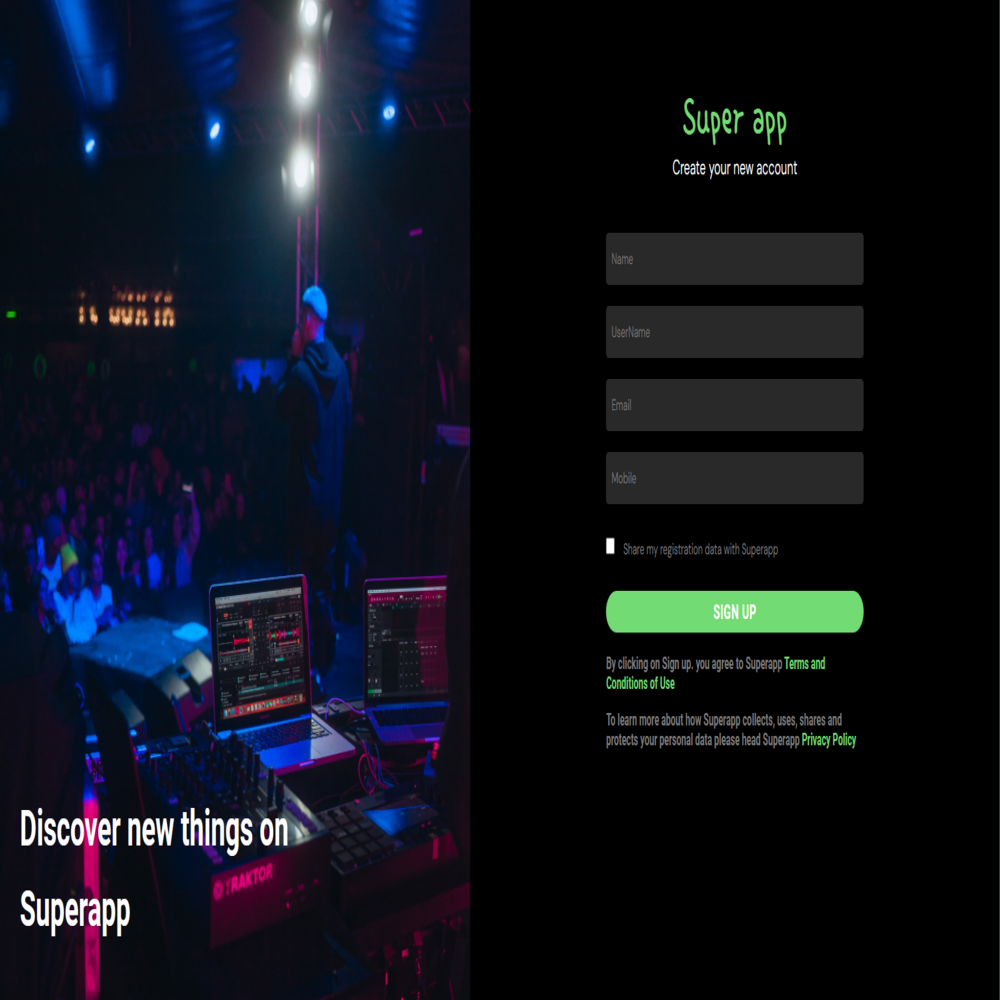 Discover new things on
Superapp
TRAKTOR
Super app
Create your new account
Name
UserName
Email
Mobile
Share my registration data with Superapp
SIGN UP
By clicking on Sign up. you agree to Superapp Terms and
Conditions of Use
To learn more about how Superapp collects, uses, shares and
protects your personal data please head Superapp Privacy Policy